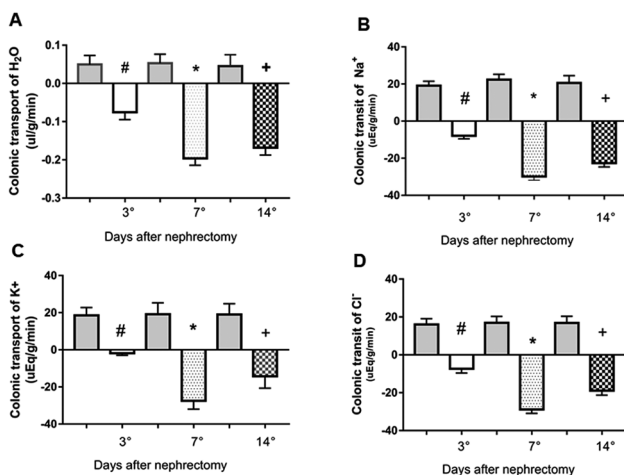 A
Colonic transport of H₂O
(ul/g/min)
0.1
0.0
-0.1
-0.2
-0.3
#
*
+
3°
7°
14°
Days after nephrectomy
B
Colonic transit of Na⁺
(uEq/g/min)
40
20
0
-20
-40
#
*
+
3°
7°
14°
Days after nephrectomy
C
Colonic transport of K+
(uEq/g/min)
40
20
0
-20
-40
#
*
+
3°
7°
14°
Days after nephrectomy
D
Colonic transit of Cl⁻
(uEq/g/min)
40
20
0
-20
-40
#
*
+
3°
7°
14°
Days after nephrectomy